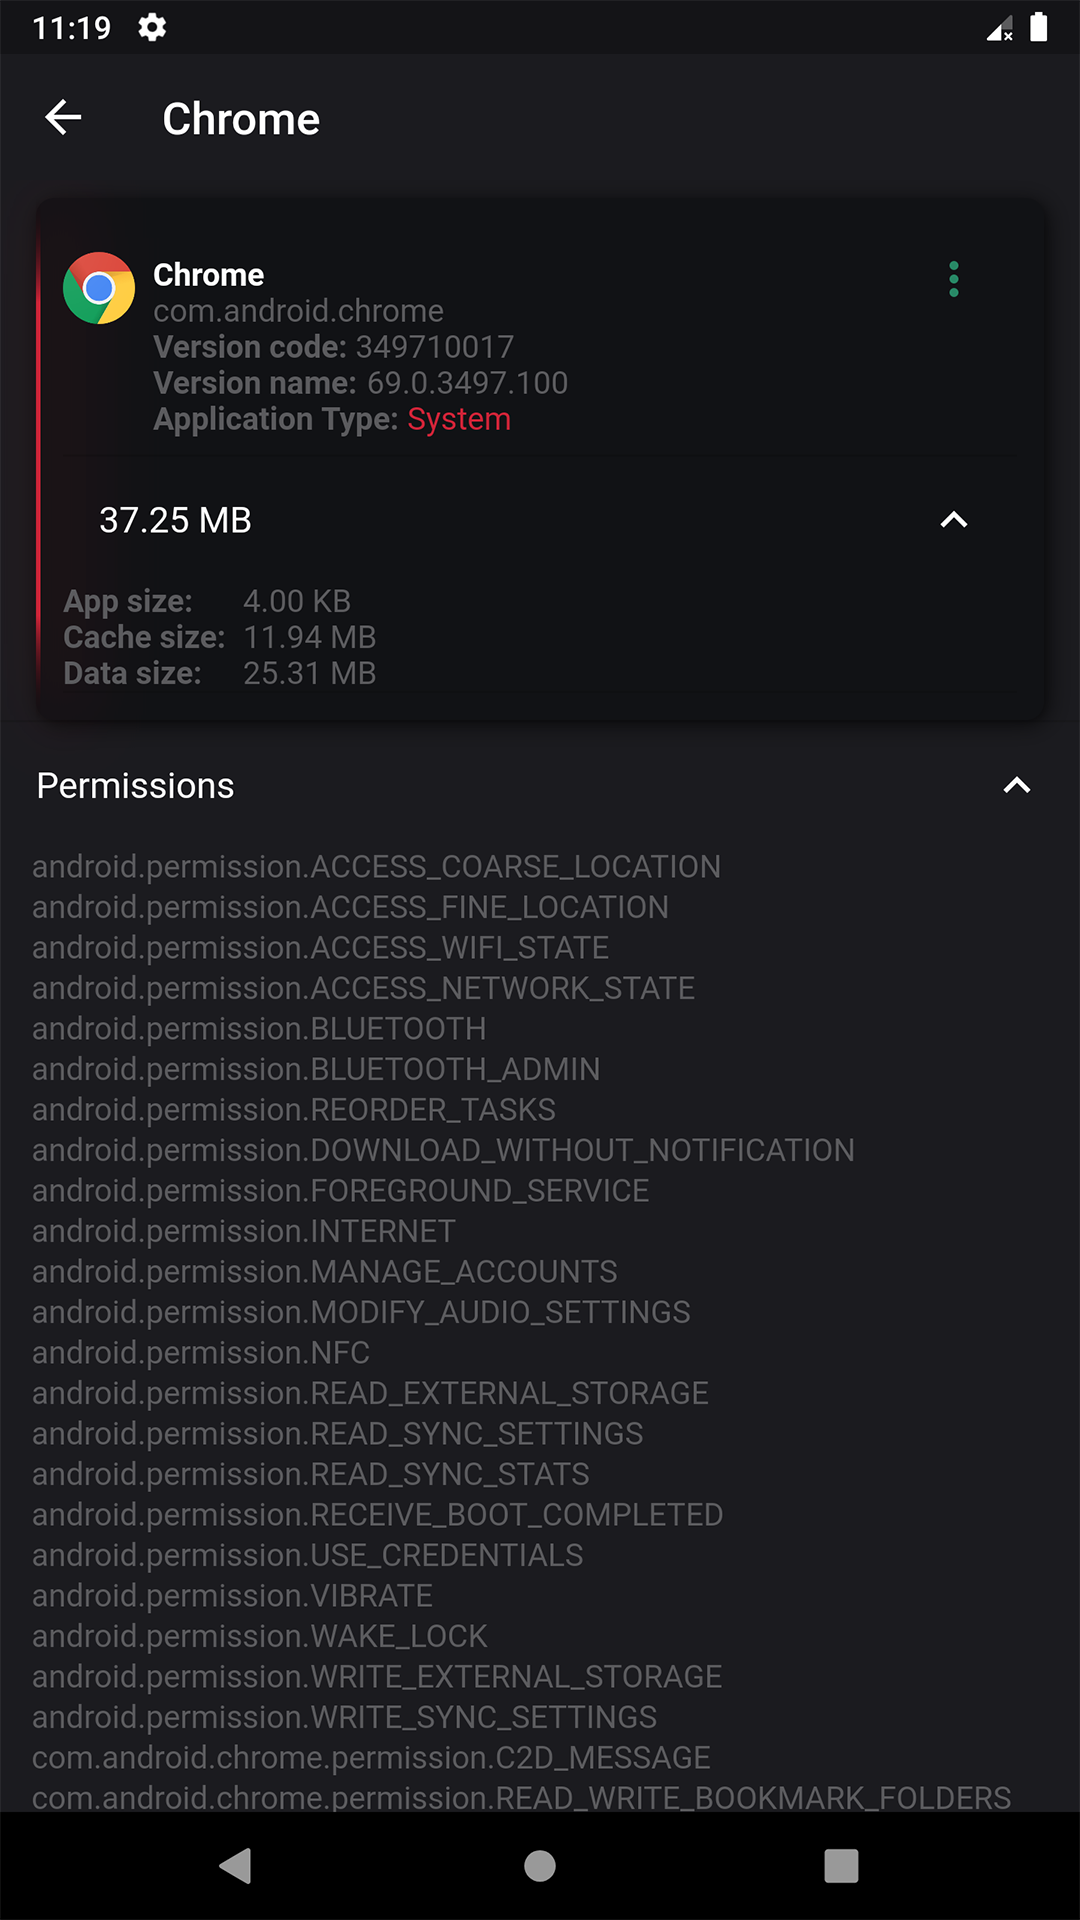 11:19
Chrome
Chrome
com.android.chrome
Version code: 349710017
Version name: 69.0.3497.100
Application Type: System
37.25 MB
App size: 4.00 KB
Cache size: 11.94 MB
Data size: 25.31 MB
Permissions
android.permission.ACCESS_COARSE_LOCATION
android.permission.ACCESS_FINE_LOCATION
android.permission.ACCESS_WIFI_STATE
android.permission.ACCESS_NETWORK_STATE
android.permission.BLUETOOTH
android.permission.BLUETOOTH_ADMIN
android.permission.REORDER_TASKS
android.permission.DOWNLOAD_WITHOUT_NOTIFICATION
android.permission.FOREGROUND_SERVICE
android.permission.INTERNET
android.permission.MANAGE_ACCOUNTS
android.permission.MODIFY_AUDIO_SETTINGS
android.permission.NFC
android.permission.READ_EXTERNAL_STORAGE
android.permission.READ_SYNC_SETTINGS
android.permission.READ_SYNC_STATS
android.permission.RECEIVE_BOOT_COMPLETED
android.permission.USE_CREDENTIALS
android.permission.VIBRATE
android.permission.WAKE_LOCK
android.permission.WRITE_EXTERNAL_STORAGE
android.permission.WRITE_SYNC_SETTINGS
com.android.chrome.permission.C2D_MESSAGE
com.android.chrome.permission.READ_WRITE_BOOKMARK_FOLDERS